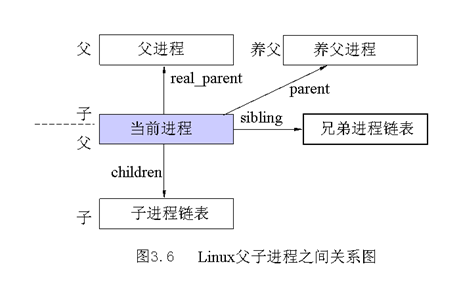 父 父进程 养父 养父进程
real_parent parent
子 当前进程 sibling 兄弟进程链表
父
children
子 子进程链表
图3.6 Linux父子进程之间关系图